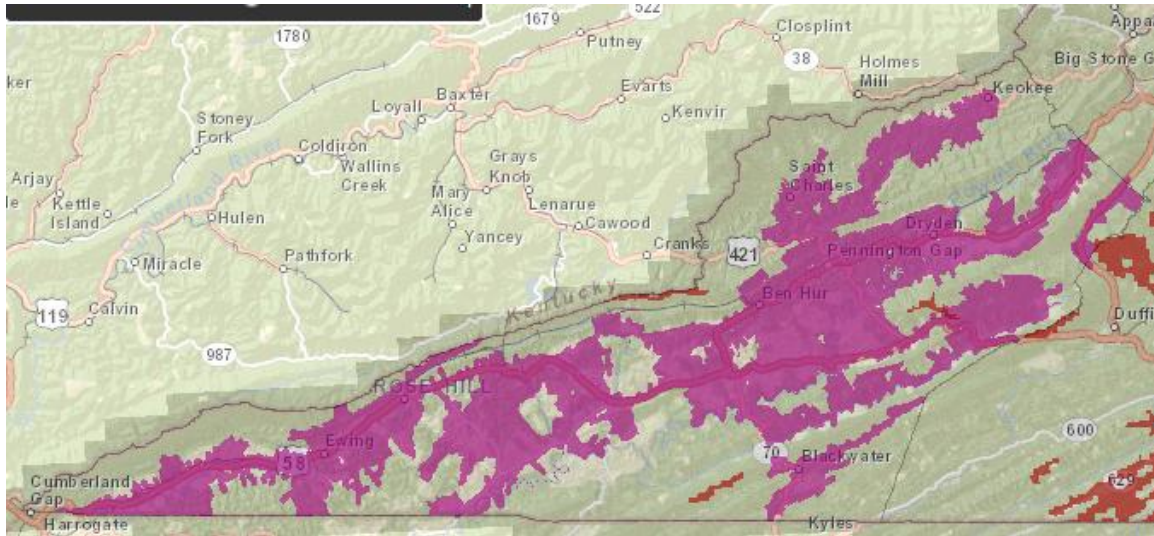 1679
522
Closplint
Appa
1780
Putney
38
Big Stone G
ker
Holmes
Mill
Keokee
Evarts
Baxter
Loyall
Kenvir
Stoney
Fork
Coldiron
Wallins
Creek
Grays
Knob
Saint
Charles
Arjay
le
Kettle
Island
Mary
Alice
Lenarue
Hulen
Cawood
Dryden
Yancey
Cranks
421
Pennington Gap
Miracle
Pathfork
Ben Hur
Kentucky
119
Calvin
Duffi
987
ROSE HILL
Ewing
58
70
Blackwater
600
Cumberland
Gap
Harrogate
Kyles